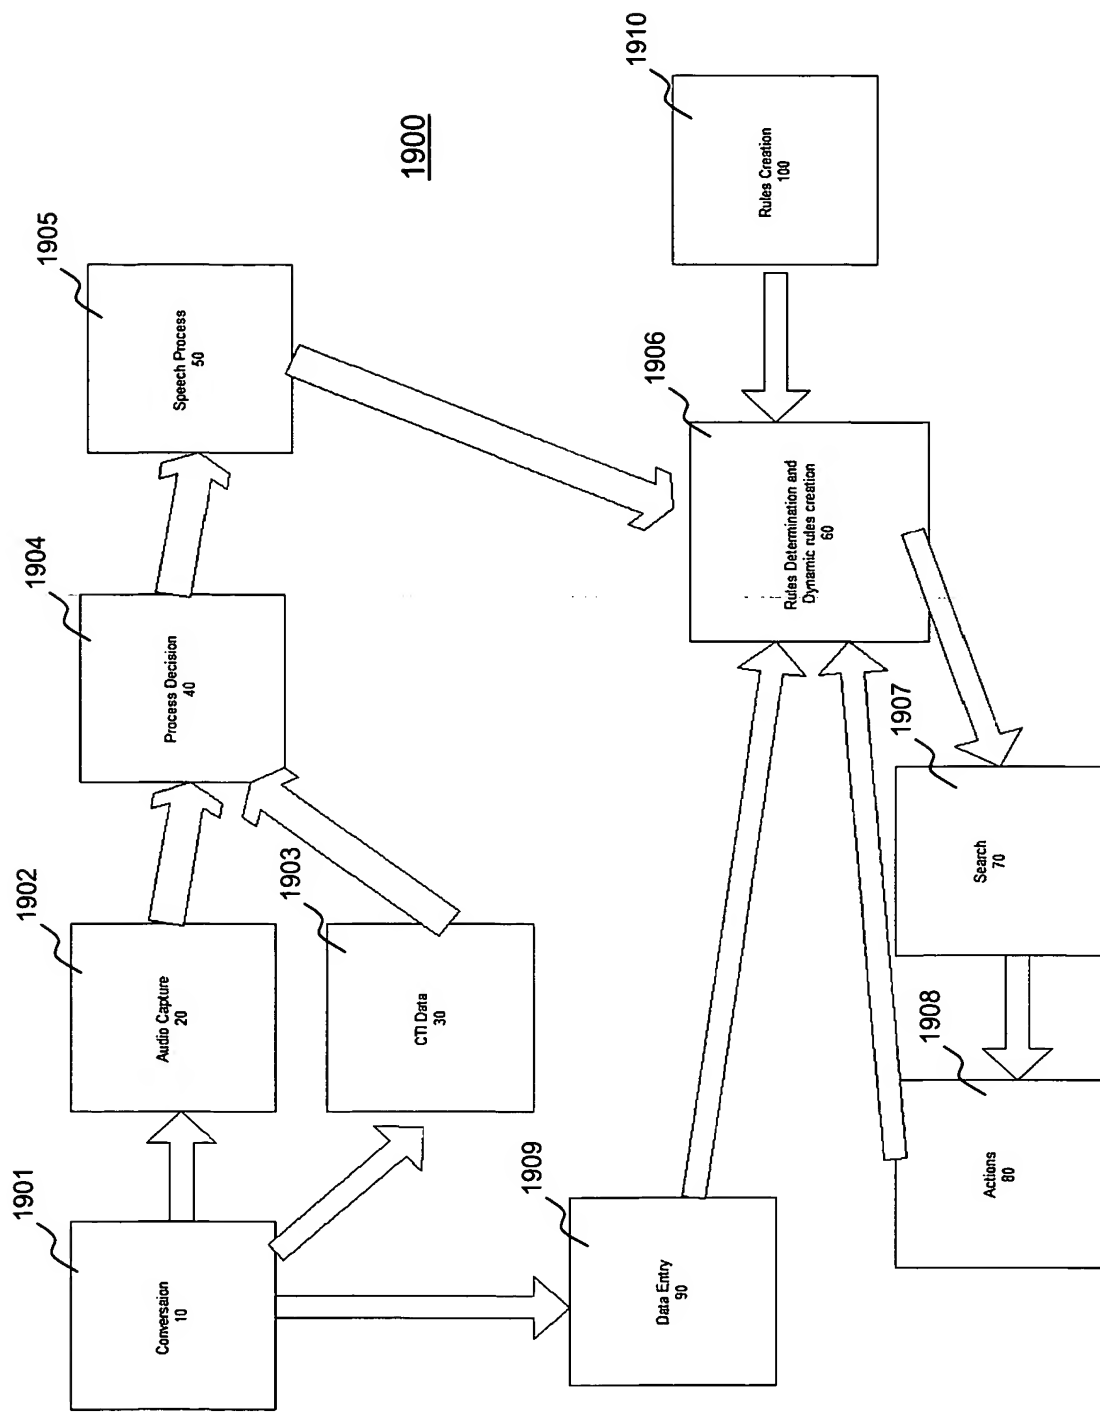 1900
1901
Conversaion
10
1902
Audio Capture
20
1903
CTI Data
30
1904
Process Decision
40
1905
Speech Process
50
1906
Rules Determination and
Dynamic rules creation
60
1907
Search
70
1908
Actions
80
1909
Data Entry
90
1910
Rules Creation
100